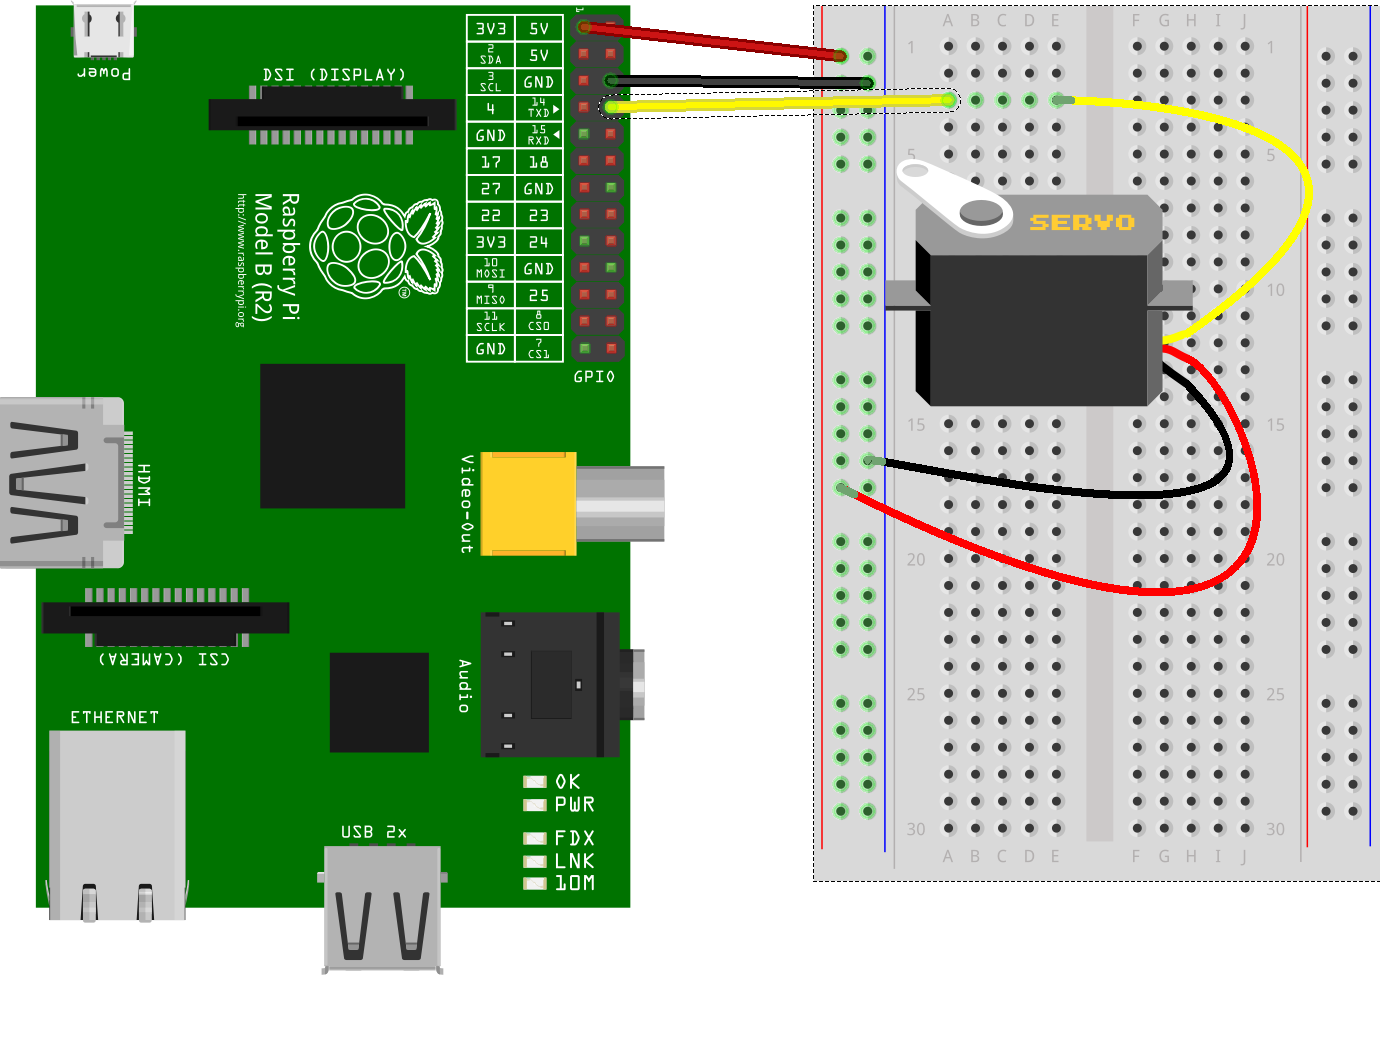 Power
DSI (DISPLAY)
1
3V3 5V
2 SDA 5V
3 SCL GND
4 14 TXD
GND 15 RXD
17 18
27 GND
22 23
3V3 24
10 MOSI GND
9 MISO 25
11 SCLK 8 CS0
GND 7 CS1
GPIO
Raspberry Pi
Model B (R2)
http://www.raspberrypi.org
TM
HDMI
Video-Out
CSI (CAMERA)
Audio
ETHERNET
OK
PWR
FDX
LNK
10M
USB 2x
A B C D E F G H I J
1 1
5 5
SERVO
10 10
15 15
20 20
25 25
30 30
A B C D E F G H I J